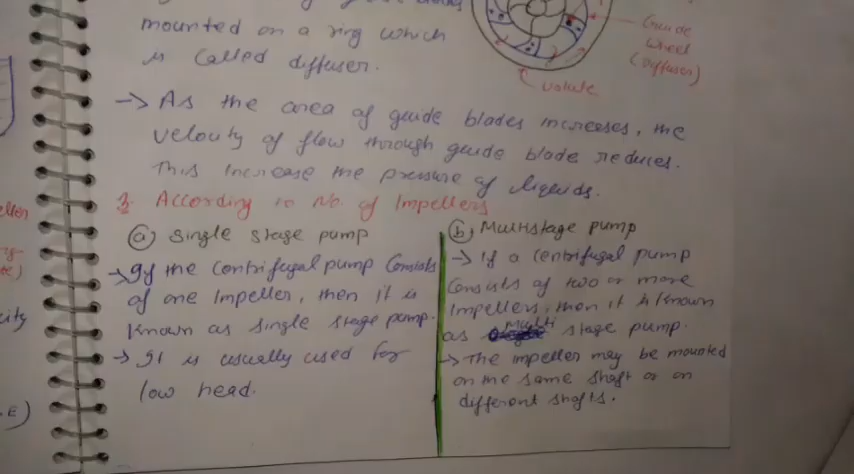 mounted on a ring which
is called diffuser.
Guide
wheel
(Diffuser)
volute
-> As the area of guide blades increases, the
velocity of flow through guide blade reduces.
This increase the pressure of liquids.
3. According to No. of Impellers
(a) Single stage pump
-> If the centrifugal pump consists
of one impeller, then it is
known as single stage pump.
-> It is usually used for
low head.
(b) Multistage pump
-> If a centrifugal pump
consists of two or more
impellers, then it is known
as multi stage pump.
-> The impeller may be mounted
on the same shaft or on
different shafts.